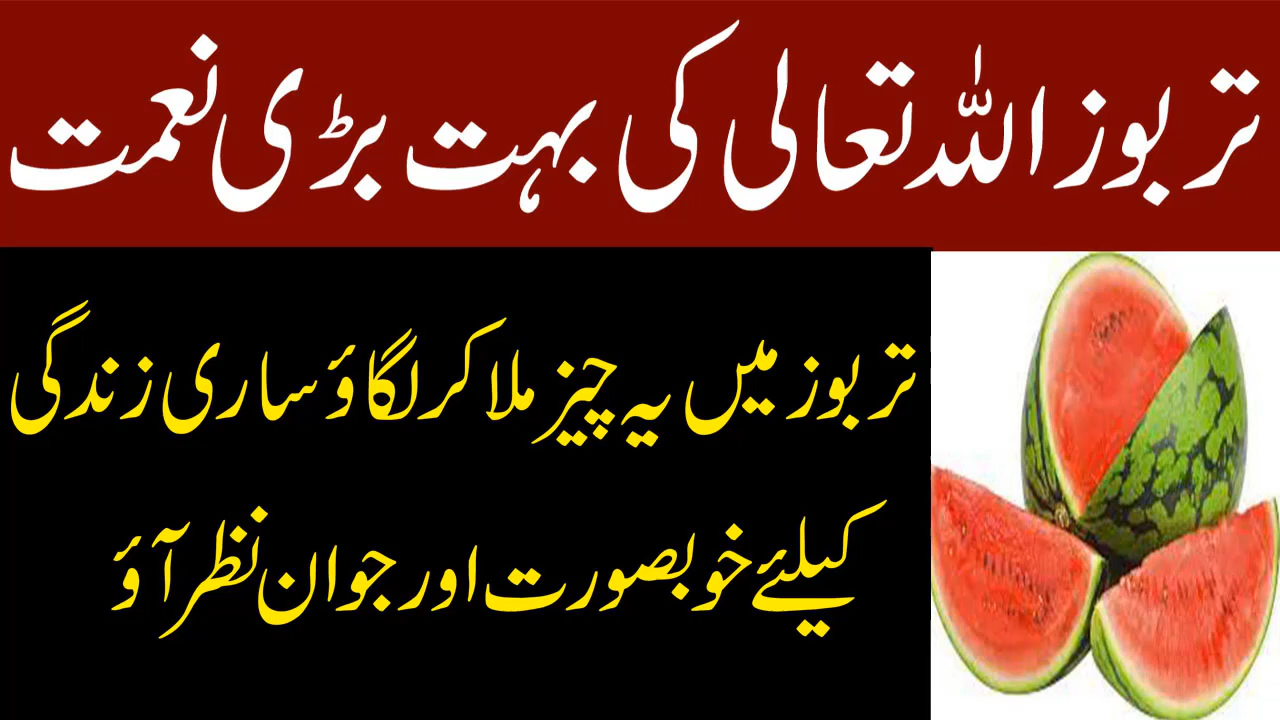 تربوز اللہ تعالی کی بہت بڑی نعمت
تربوز میں یہ چیز ملا کر لگاؤ ساری زندگی
کیلئے خوبصورت اور جوان نظر آؤ